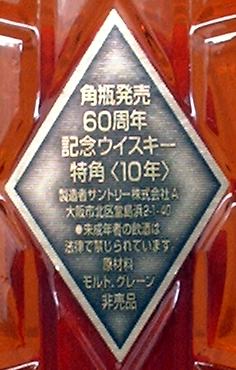 角瓶発売
60周年
記念ウイスキー
特角〈10年〉
製造者サントリー株式会社A
大阪市北区堂島浜2-1-40
●未成年者の飲酒は
法律で禁じられています。
原材料
モルト、グレーン
非売品